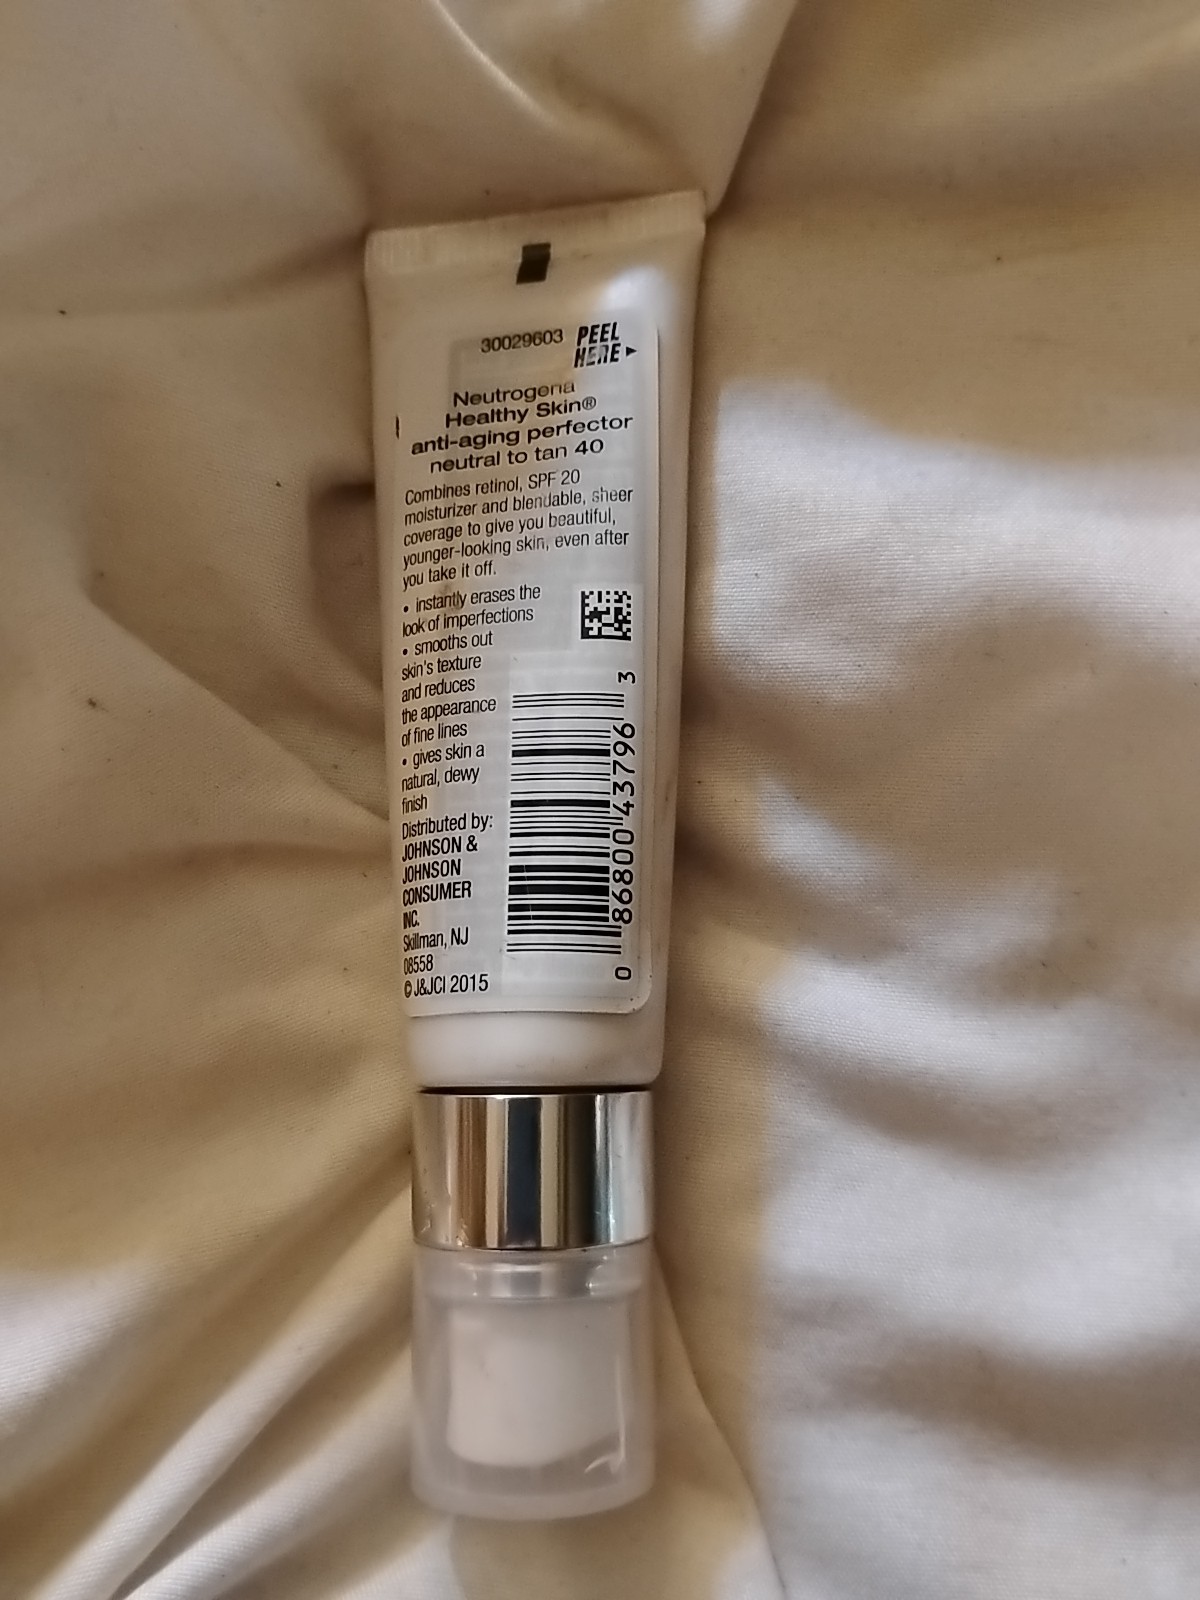 30029603 PEEL
HERE
Neutrogena
Healthy Skin®
anti-aging perfector
neutral to tan 40
Combines retinol, SPF 20
moisturizer and blendable, sheer
coverage to give you beautiful,
younger-looking skin, even after
you take it off.
• instantly erases the
look of imperfections
• smooths out
skin's texture
and reduces
the appearance
of fine lines
• gives skin a
natural, dewy
finish
Distributed by:
JOHNSON &
JOHNSON
CONSUMER
INC.
Skillman, NJ
08558
© J&JCI 2015
0 86800 43796 3